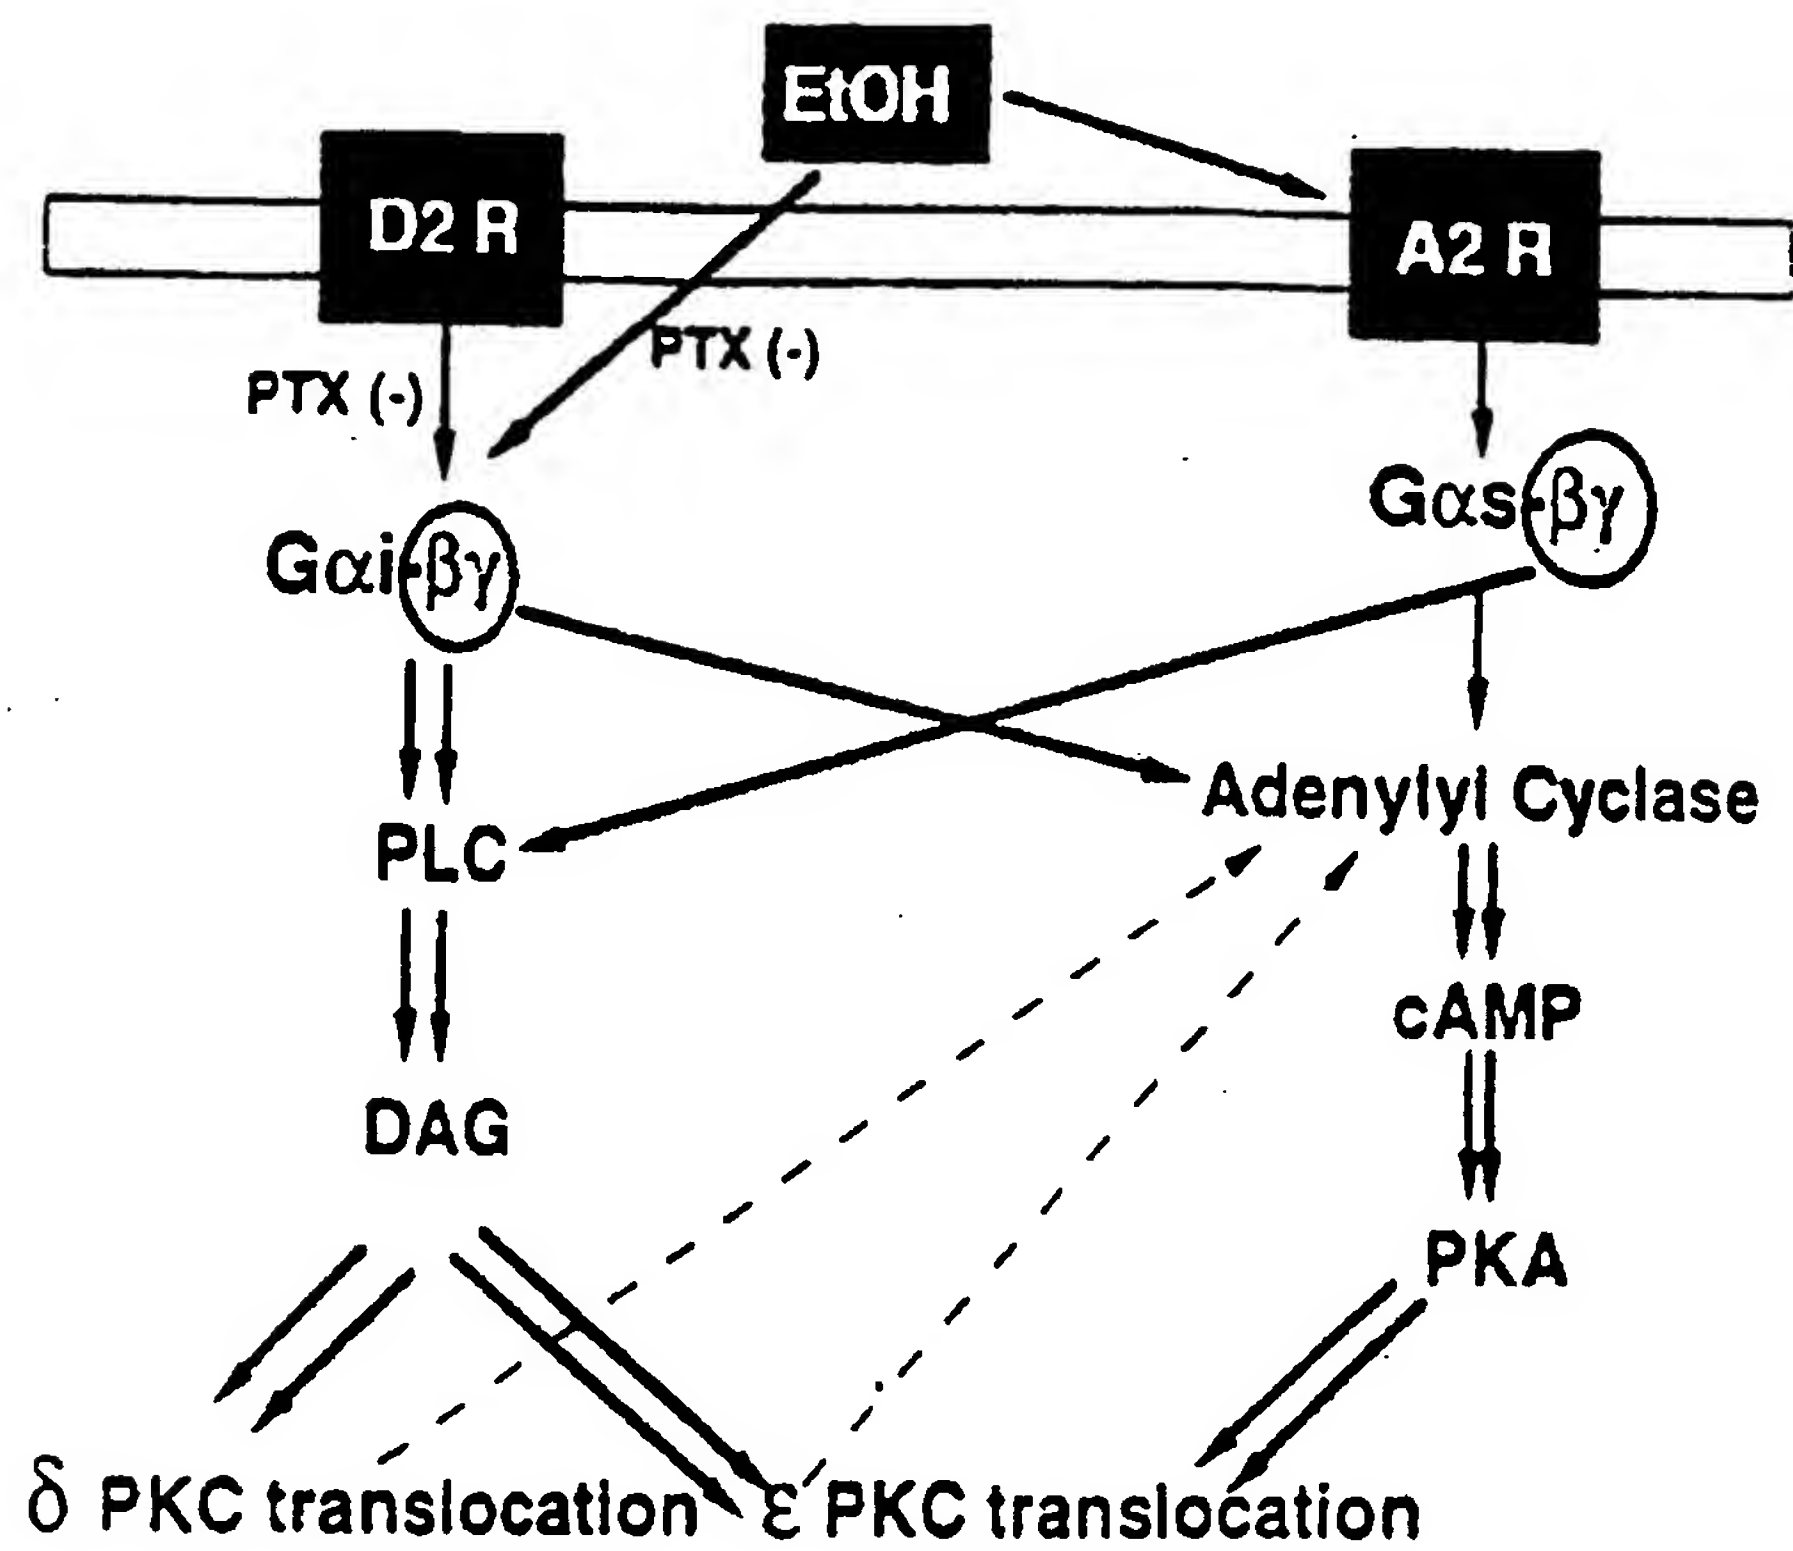 EtOH
D2 R
A2 R
PTX (-)
PTX (-)
Gαs-βγ
Gαi-βγ
Adenylyl Cyclase
PLC
cAMP
DAG
PKA
δ PKC translocation
ε PKC translocation